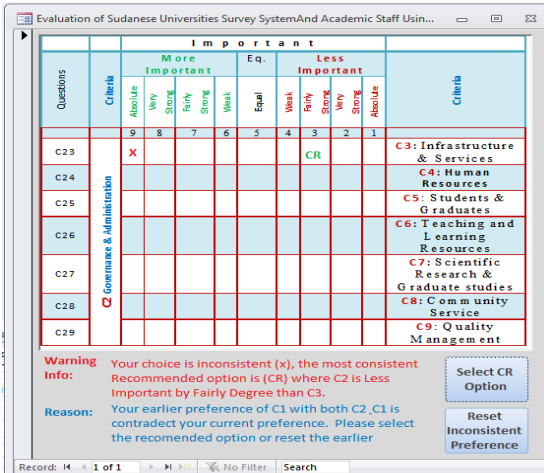 Evaluation of Sudanese Universities Survey SystemAnd Academic Staff Usin...
Important
More Important
Eq.
Less Important
Questions
Criteria
Absolute
Very Strong
Fairly Strong
Weak
Equal
Weak
Fairly Strong
Very Strong
Absolute
Criteria
9 8 7 6 5 4 3 2 1
C2 Governance & Administration
C23 X CR C3: Infrastructure
& Services
C24 C4: Human
Resources
C25 C5: Students &
Graduates
C26 C6: Teaching and
Learning
Resources
C27 C7: Scientific
Research &
Graduate studies
C28 C8: Community
Service
C29 C9: Quality
Management
Warning Info:
Your choice is inconsistent (x), the most consistent
Recommended option is (CR) where C2 is Less
Important by Fairly Degree than C3.
Reason:
Your earlier preference of C1 with both C2 ,C1 is
contradect your current preference. Please select
the recomended option or reset the earlier
Select CR
Option
Reset
Inconsistent
Preference
Record: 1 of 1 No Filter Search